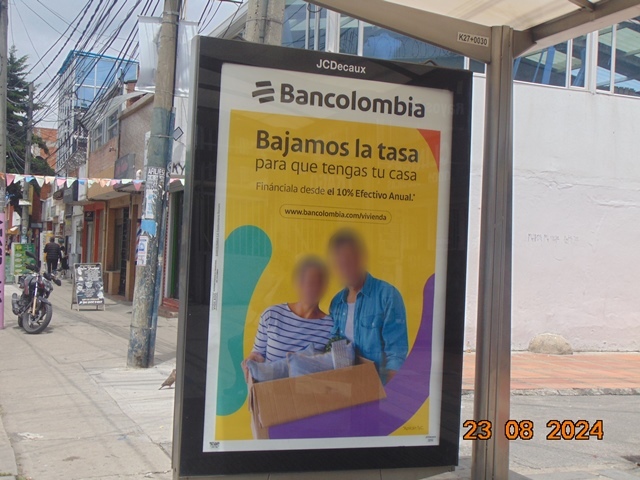 K27+0030
JCDecaux
Bancolombia
Bajamos la tasa
para que tengas tu casa
Fináncialа desde el 10% Efectivo Anual.*
www.bancolombia.com/vivienda
23 08 2024